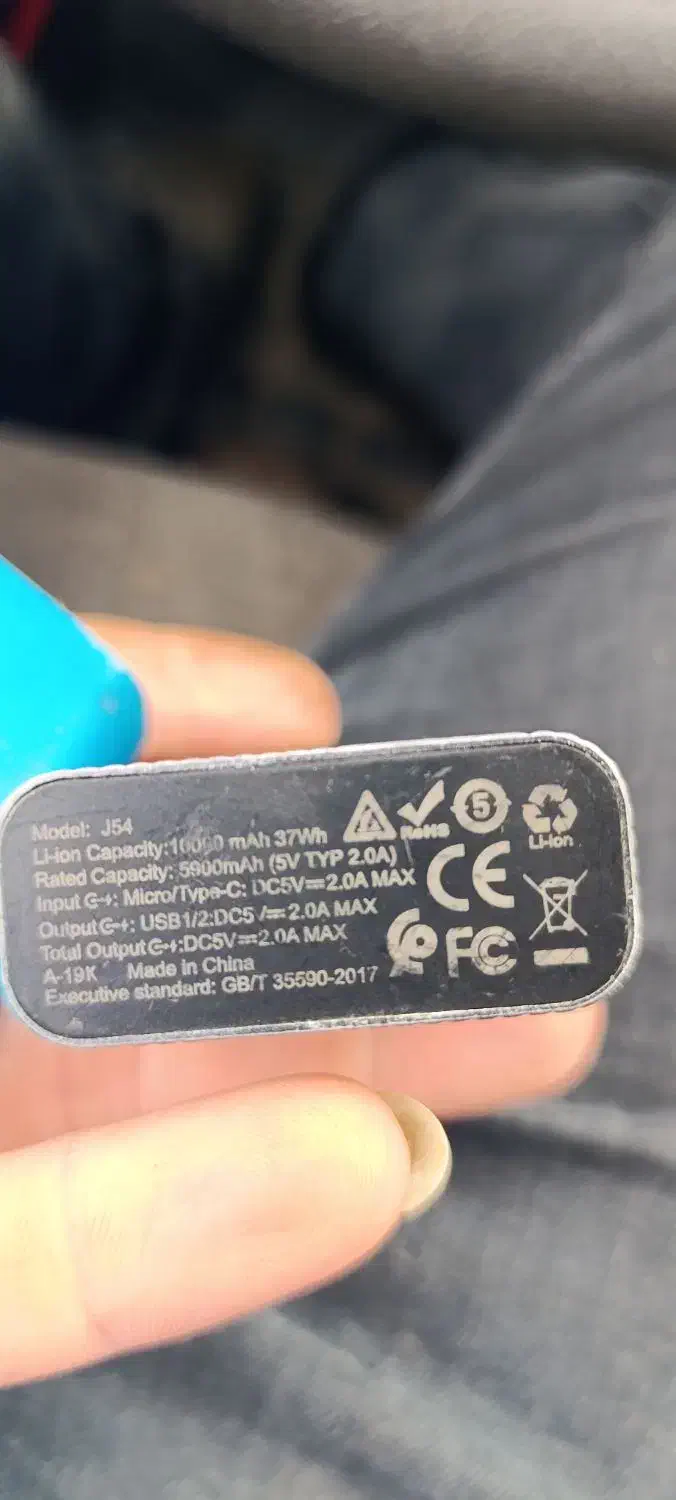 Model: J54
Li-ion Capacity:10000 mAh 37Wh
Rated Capacity: 5900mAh (5V TYP 2.0A)
Input: Micro/Type-C: DC5V⎓2.0A MAX
Output: USB1/2:DC5 /⎓2.0A MAX
Total Output:DC5V⎓2.0A MAX
A-19K Made in China
Executive standard: GB/T 35590-2017
RoHS
5
Li-ion
CE
FC